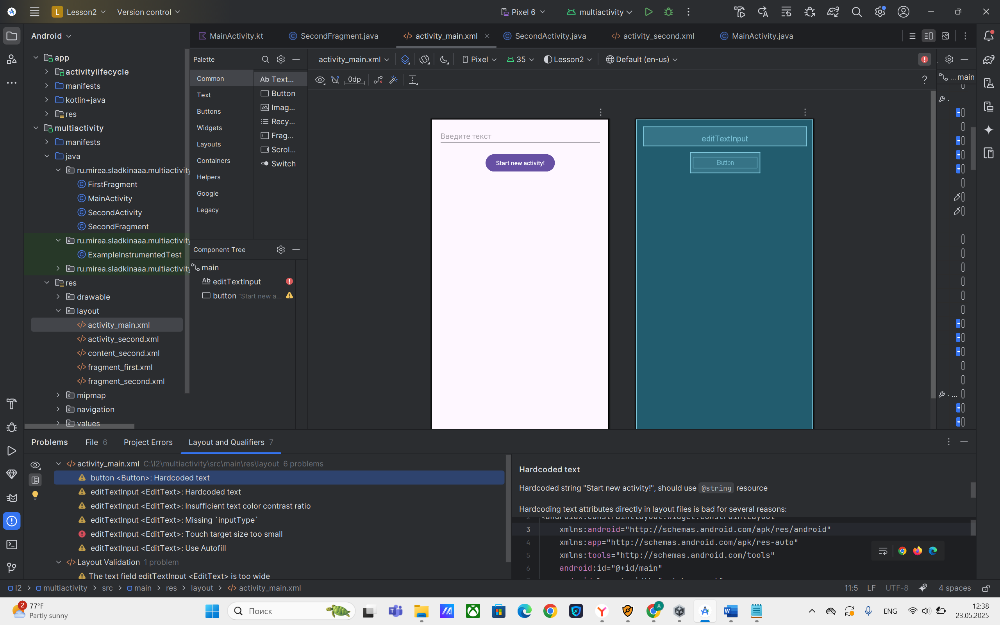 L Lesson2 Version control Pixel 6 multiactivity
Android
MainActivity.kt SecondFragment.java activity_main.xml SecondActivity.java activity_second.xml MainActivity.java
app
activitylifecycle
manifests
kotlin+java
res
multiactivity
manifests
java
ru.mirea.sladkinaaa.multiactivity
FirstFragment
MainActivity
SecondActivity
SecondFragment
ru.mirea.sladkinaaa.multiactivity
ExampleInstrumentedTest
ru.mirea.sladkinaaa.multiactivity
res
drawable
layout
activity_main.xml
activity_second.xml
content_second.xml
fragment_first.xml
fragment_second.xml
mipmap
navigation
values
Palette
Common
Text
Buttons
Widgets
Layouts
Containers
Helpers
Google
Legacy
Ab Text...
Button
Imag...
Recy...
Frag...
Scrol...
Switch
Component Tree
main
Ab editTextInput
button "Start new a...
activity_main.xml Pixel 35 Lesson2 Default (en-us)
0dp
... main
Введите текст
Start new activity!
editTextInput
Button
Problems File 6 Project Errors Layout and Qualifiers 7
activity_main.xml C:\l2\multiactivity\src\main\res\layout 6 problems
button <Button>: Hardcoded text
editTextInput <EditText>: Hardcoded text
editTextInput <EditText>: Insufficient text color contrast ratio
editTextInput <EditText>: Missing `inputType`
editTextInput <EditText>: Touch target size too small
editTextInput <EditText>: Use Autofill
Layout Validation 1 problem
The text field editTextInput <EditText> is too wide
Hardcoded text
Hardcoded string "Start new activity!", should use @string resource
Hardcoding text attributes directly in layout files is bad for several reasons:
2 <androidx.constraintlayout.widget.ConstraintLayout
3 xmlns:android="http://schemas.android.com/apk/res/android"
4 xmlns:app="http://schemas.android.com/apk/res-auto"
5 xmlns:tools="http://schemas.android.com/tools"
6 android:id="@+id/main"
l2 > multiactivity > src > main > res > layout > activity_main.xml
11:5 LF UTF-8 4 spaces
2
77°F
Partly sunny
Поиск
A
ENG
12:38
23.05.2025